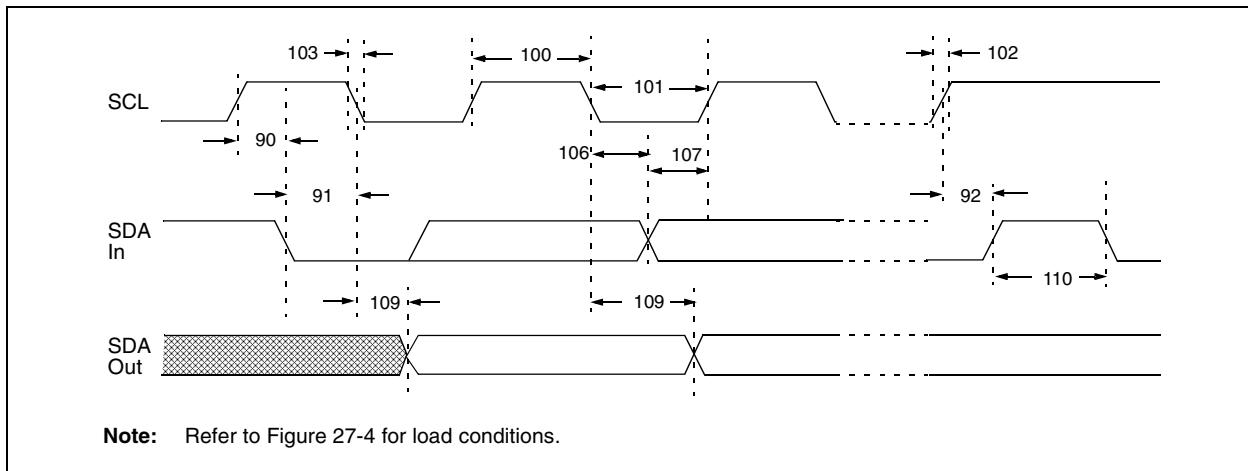 103
100
102
SCL
101
90
106
107
91
92
SDA
In
109
109
110
SDA
Out
Note: Refer to Figure 27-4 for load conditions.